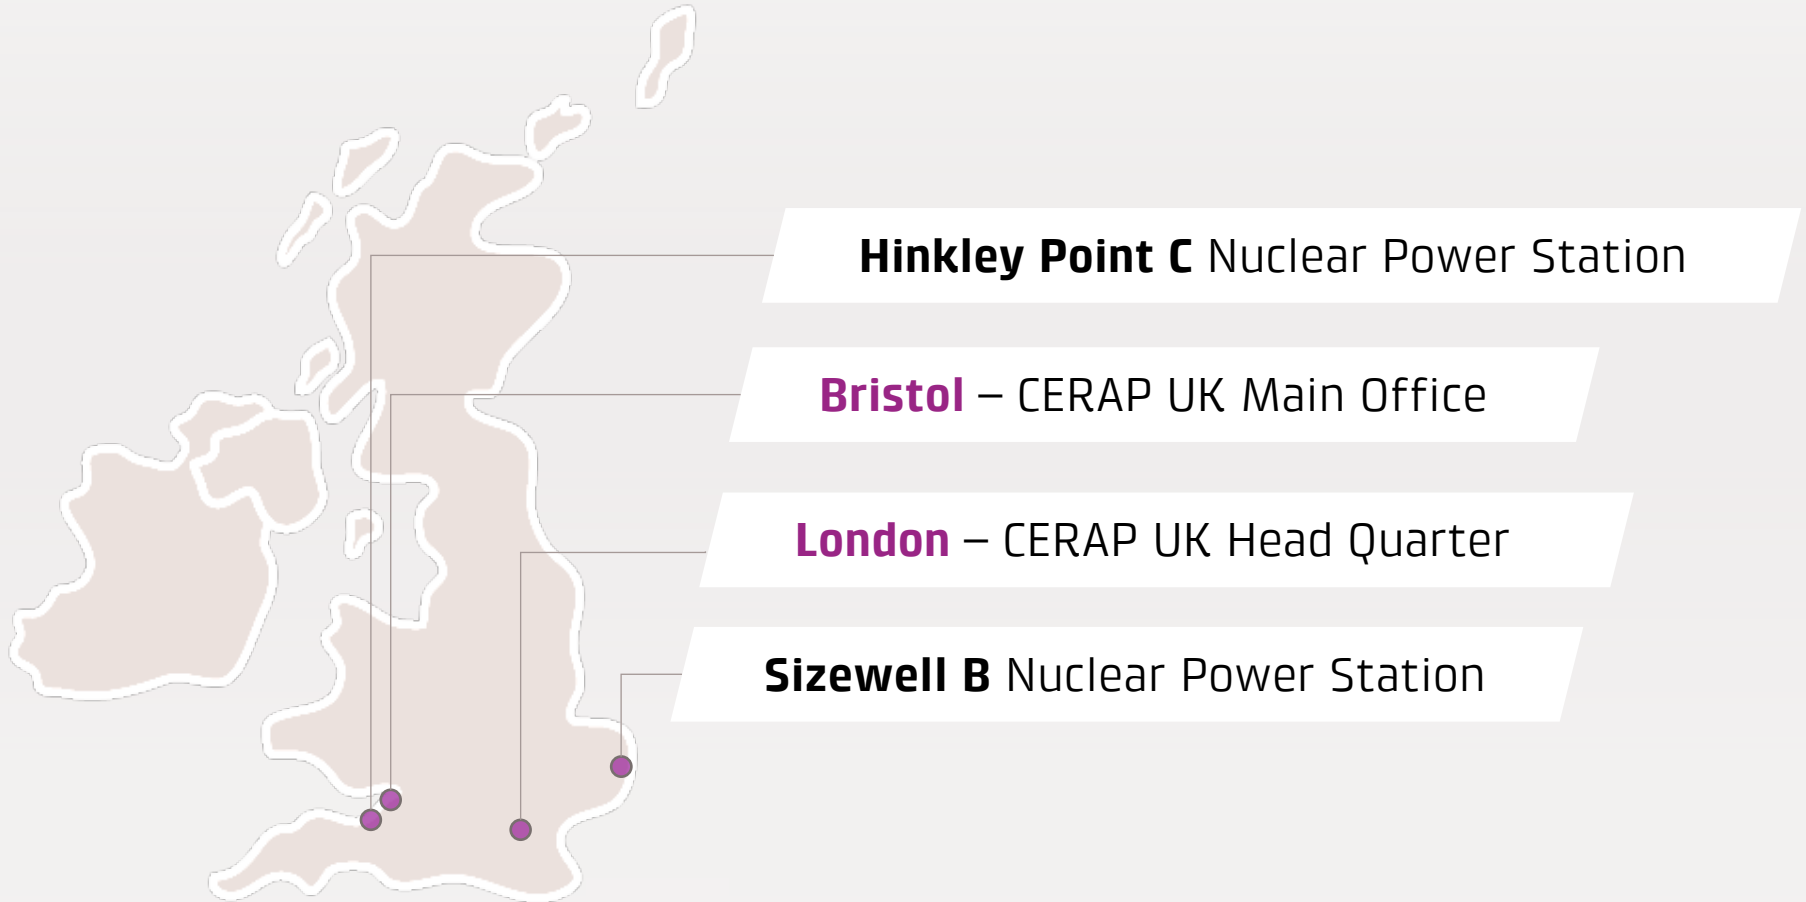 Hinkley Point C Nuclear Power Station
Bristol – CERAP UK Main Office
London – CERAP UK Head Quarter
Sizewell B Nuclear Power Station